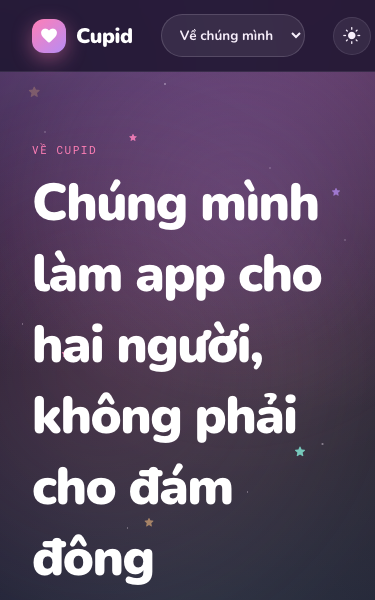 Cupid
Về chúng mình
VỀ CUPID
Chúng mình
làm app cho
hai người,
không phải
cho đám
đông